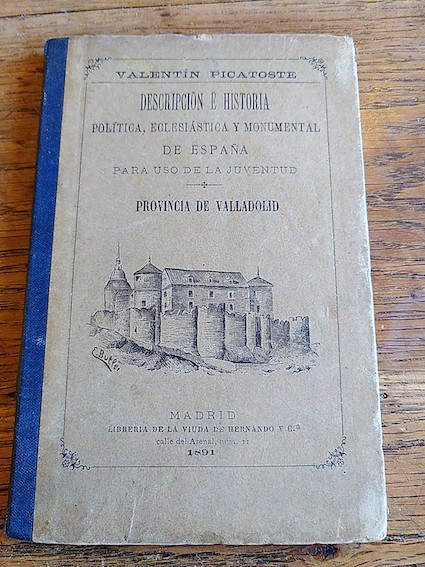 VALENTÍN PICATOSTE
DESCRIPCIÓN É HISTORIA
POLÍTICA, ECLESIÁSTICA Y MONUMENTAL
DE ESPAÑA
PARA USO DE LA JUVENTUD
PROVINCIA DE VALLADOLID
MADRID
LIBRERIA DE LA VIUDA DE HERNANDO Y C.ª
calle del Arenal, núm. 11
1891